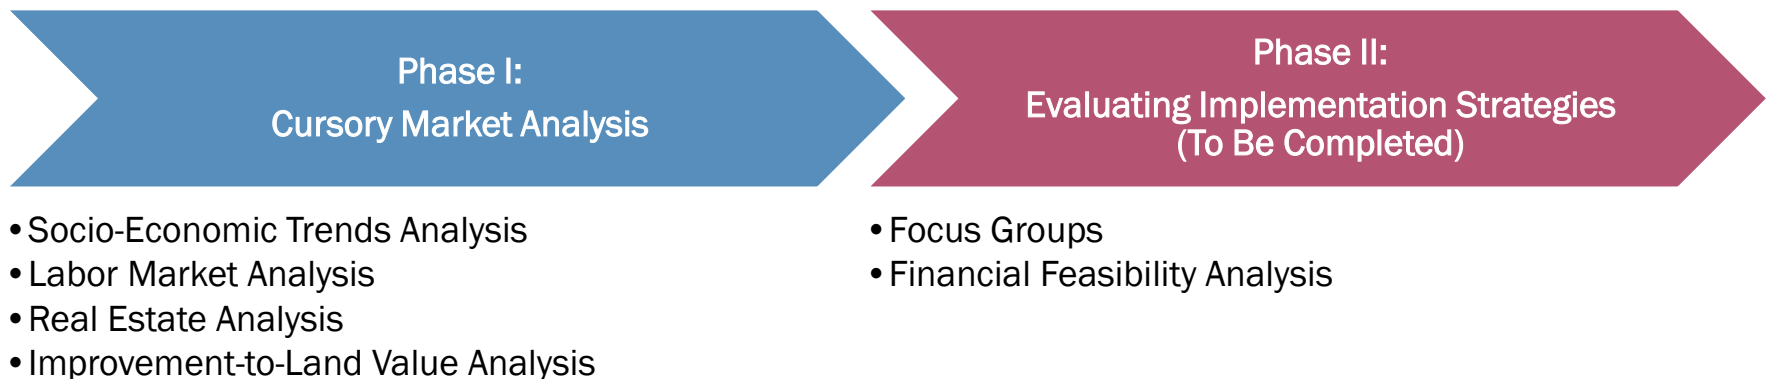 Phase I:
Cursory Market Analysis
• Socio-Economic Trends Analysis
• Labor Market Analysis
• Real Estate Analysis
• Improvement-to-Land Value Analysis
Phase II:
Evaluating Implementation Strategies
(To Be Completed)
• Focus Groups
• Financial Feasibility Analysis